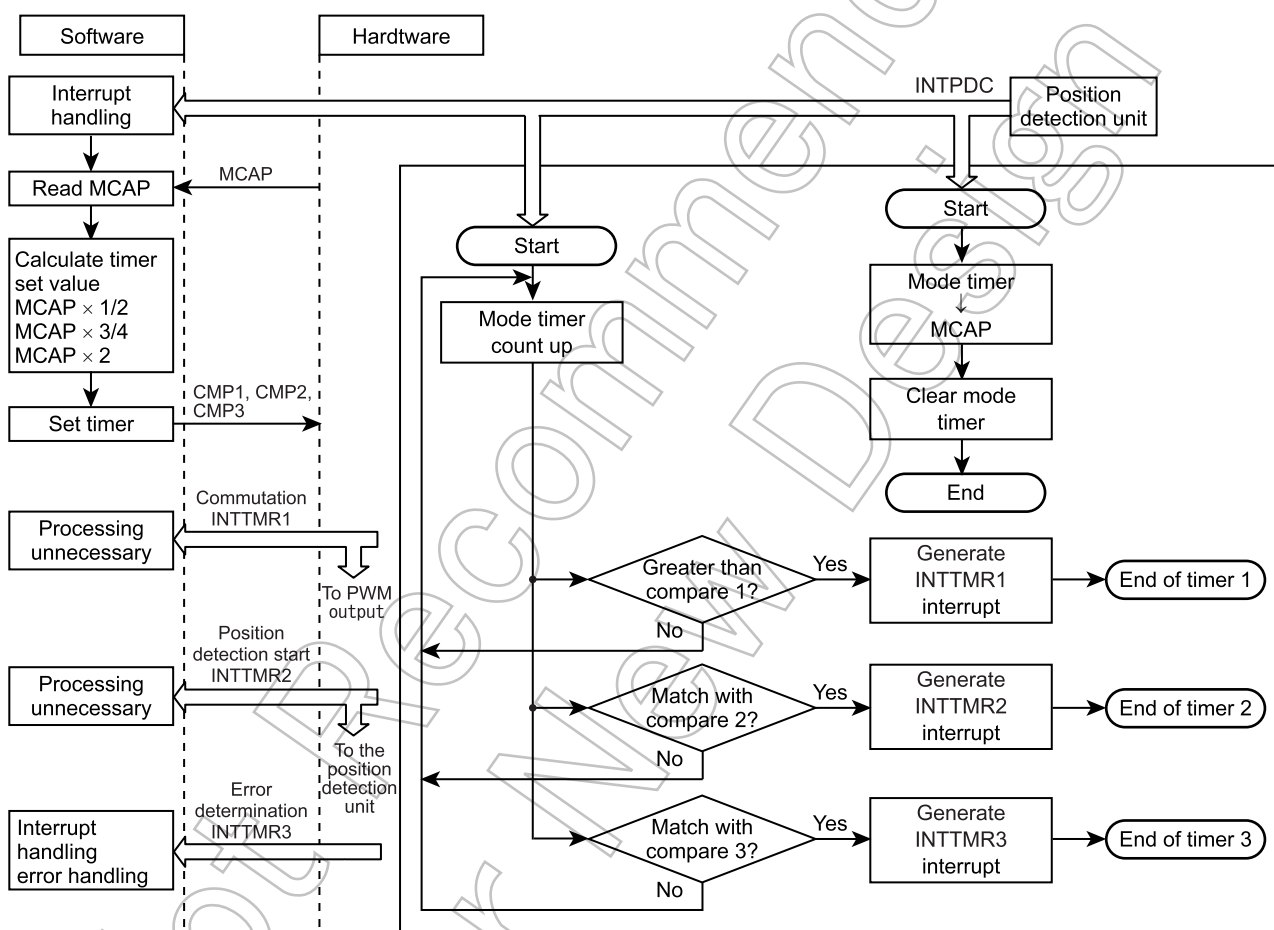 Software
Hardtware
Interrupt
handling
INTPDC
Position
detection unit
Read MCAP
MCAP
Start
Start
Calculate timer
set value
MCAP × 1/2
MCAP × 3/4
MCAP × 2
Mode timer
count up
Mode timer
↓
MCAP
Clear mode
timer
End
Set timer
CMP1, CMP2,
CMP3
Commutation
INTTMR1
Processing
unnecessary
To PWM
output
Greater than
compare 1?
Yes
No
Generate
INTTMR1
interrupt
End of timer 1
Position
detection start
INTTMR2
Processing
unnecessary
To the
position
detection
unit
Match with
compare 2?
Yes
No
Generate
INTTMR2
interrupt
End of timer 2
Error
determination
INTTMR3
Interrupt
handling
error handling
Match with
compare 3?
Yes
No
Generate
INTTMR3
interrupt
End of timer 3
ot Recommen
r New Design